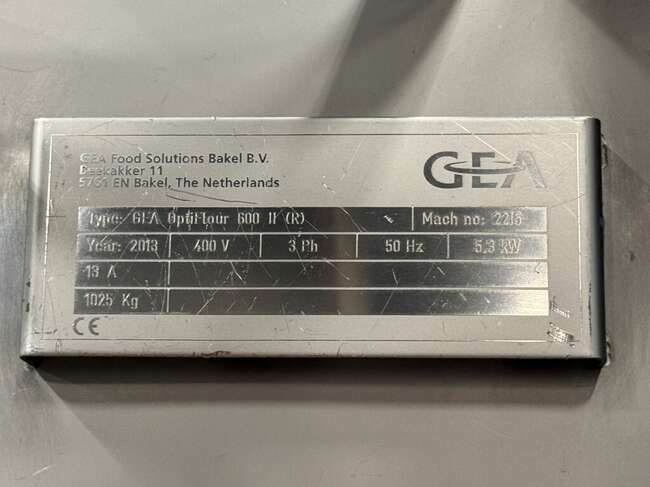 GEA Food Solutions Bakel B.V.
Beekakker 11
5761 EN Bakel, The Netherlands
GEA
Type: GEA OptiFlour 600 II (R) Mach no:
Year: 2013 400 V 3 Ph 50 Hz 5,3 kW
13 A
1025 Kg
CE